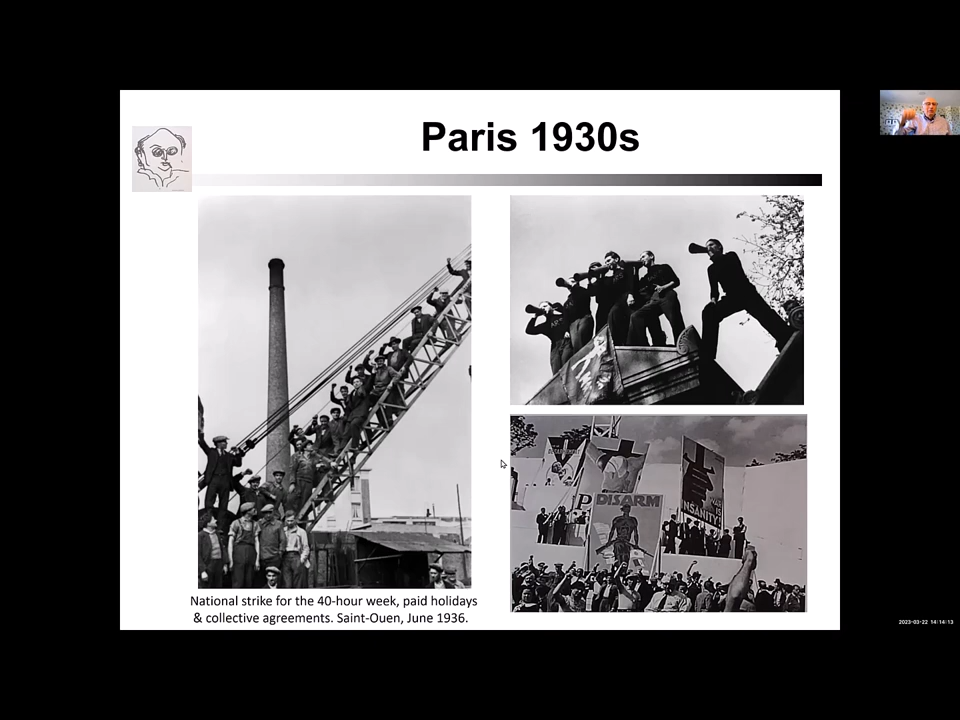 Paris 1930s
DISARM
INSANITY
National strike for the 40-hour week, paid holidays
& collective agreements. Saint-Ouen, June 1936.
2023-03-22 14:14:13